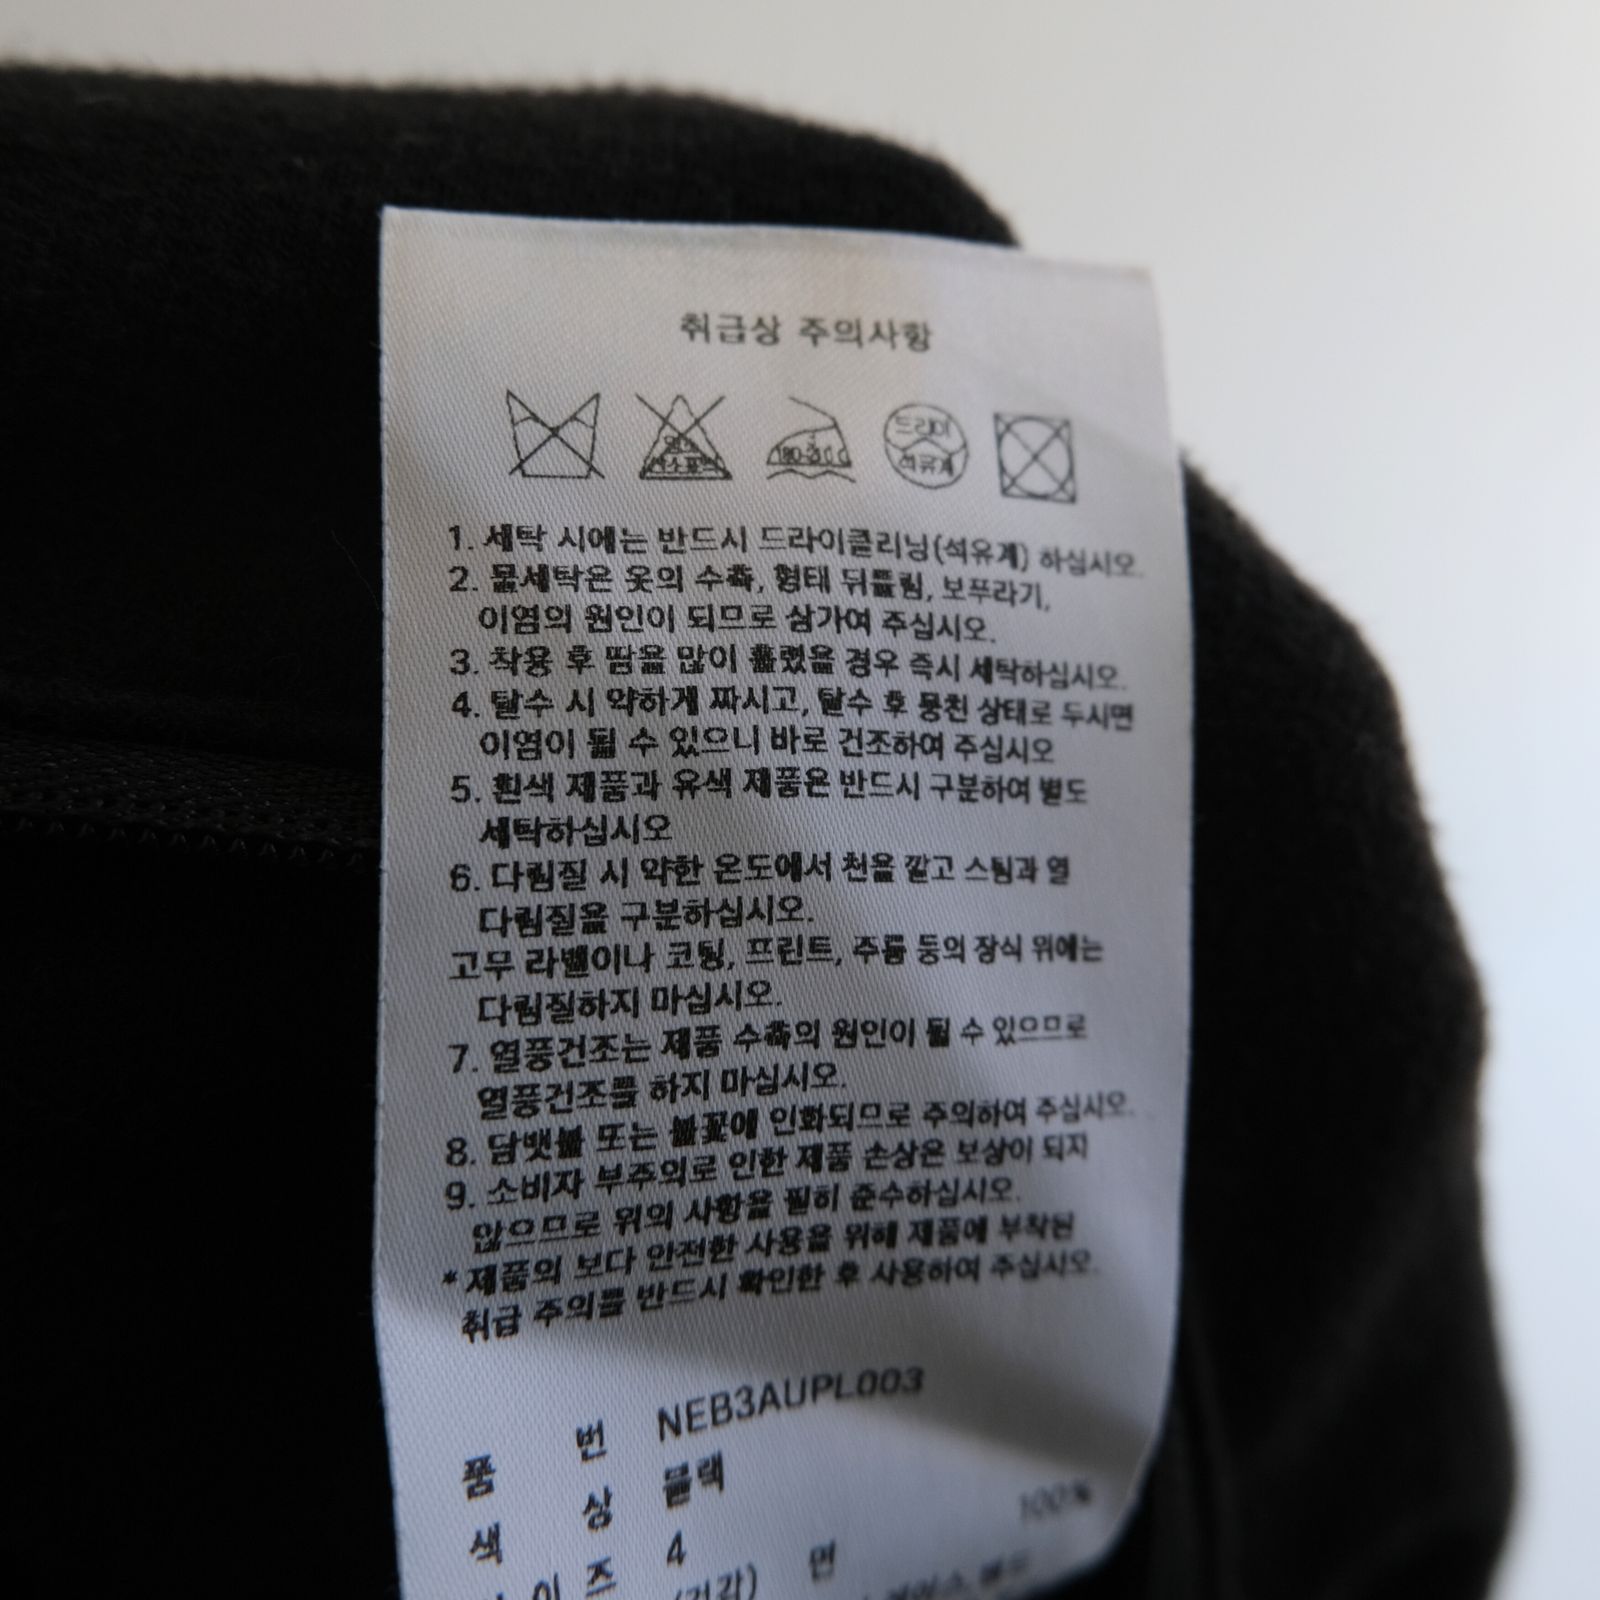 취급상 주의사항
염소표백
180-210℃
드라이
석유계
1. 세탁 시에는 반드시 드라이클리닝(석유계) 하십시오.
2. 물세탁은 옷의 수축, 형태 뒤틀림, 보푸라기,
이염의 원인이 되므로 삼가여 주십시오.
3. 착용 후 땀을 많이 흘렸을 경우 즉시 세탁하십시오.
4. 탈수 시 약하게 짜시고, 탈수 후 뭉친 상태로 두시면
이염이 될 수 있으니 바로 건조하여 주십시오
5. 흰색 제품과 유색 제품은 반드시 구분하여 별도
세탁하십시오
6. 다림질 시 약한 온도에서 천을 깔고 스팀과 열
다림질을 구분하십시오.
고무 라벨이나 코팅, 프린트, 주름 등의 장식 위에는
다림질하지 마십시오.
7. 열풍건조는 제품 수축의 원인이 될 수 있으므로
열풍건조를 하지 마십시오.
8. 담뱃불 또는 불꽃에 인화되므로 주의하여 주십시오.
9. 소비자 부주의로 인한 제품 손상은 보상이 되지
않으므로 위의 사항을 필히 준수하십시오.
* 제품의 보다 안전한 사용을 위해 제품에 부착된
취급 주의를 반드시 확인한 후 사용하여 주십시오.
품 번 NEB3AUPL003
색 상 블랙
이즈 4
(겉감) 면 100%